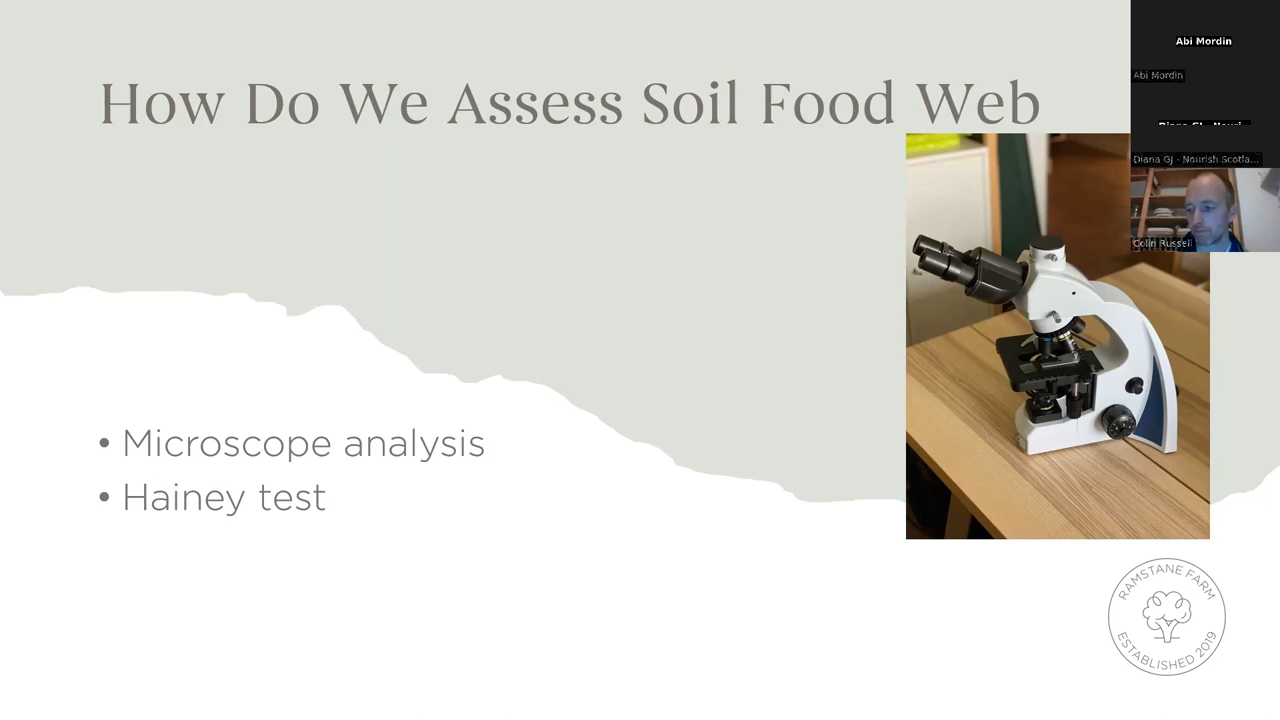 How Do We Assess Soil Food Web
Abi Mordin
Abi Mordin
Diana GJ - Nourish Scotla...
Colin Russell
• Microscope analysis
• Hainey test
RAMSTANE FARM
ESTABLISHED 2019